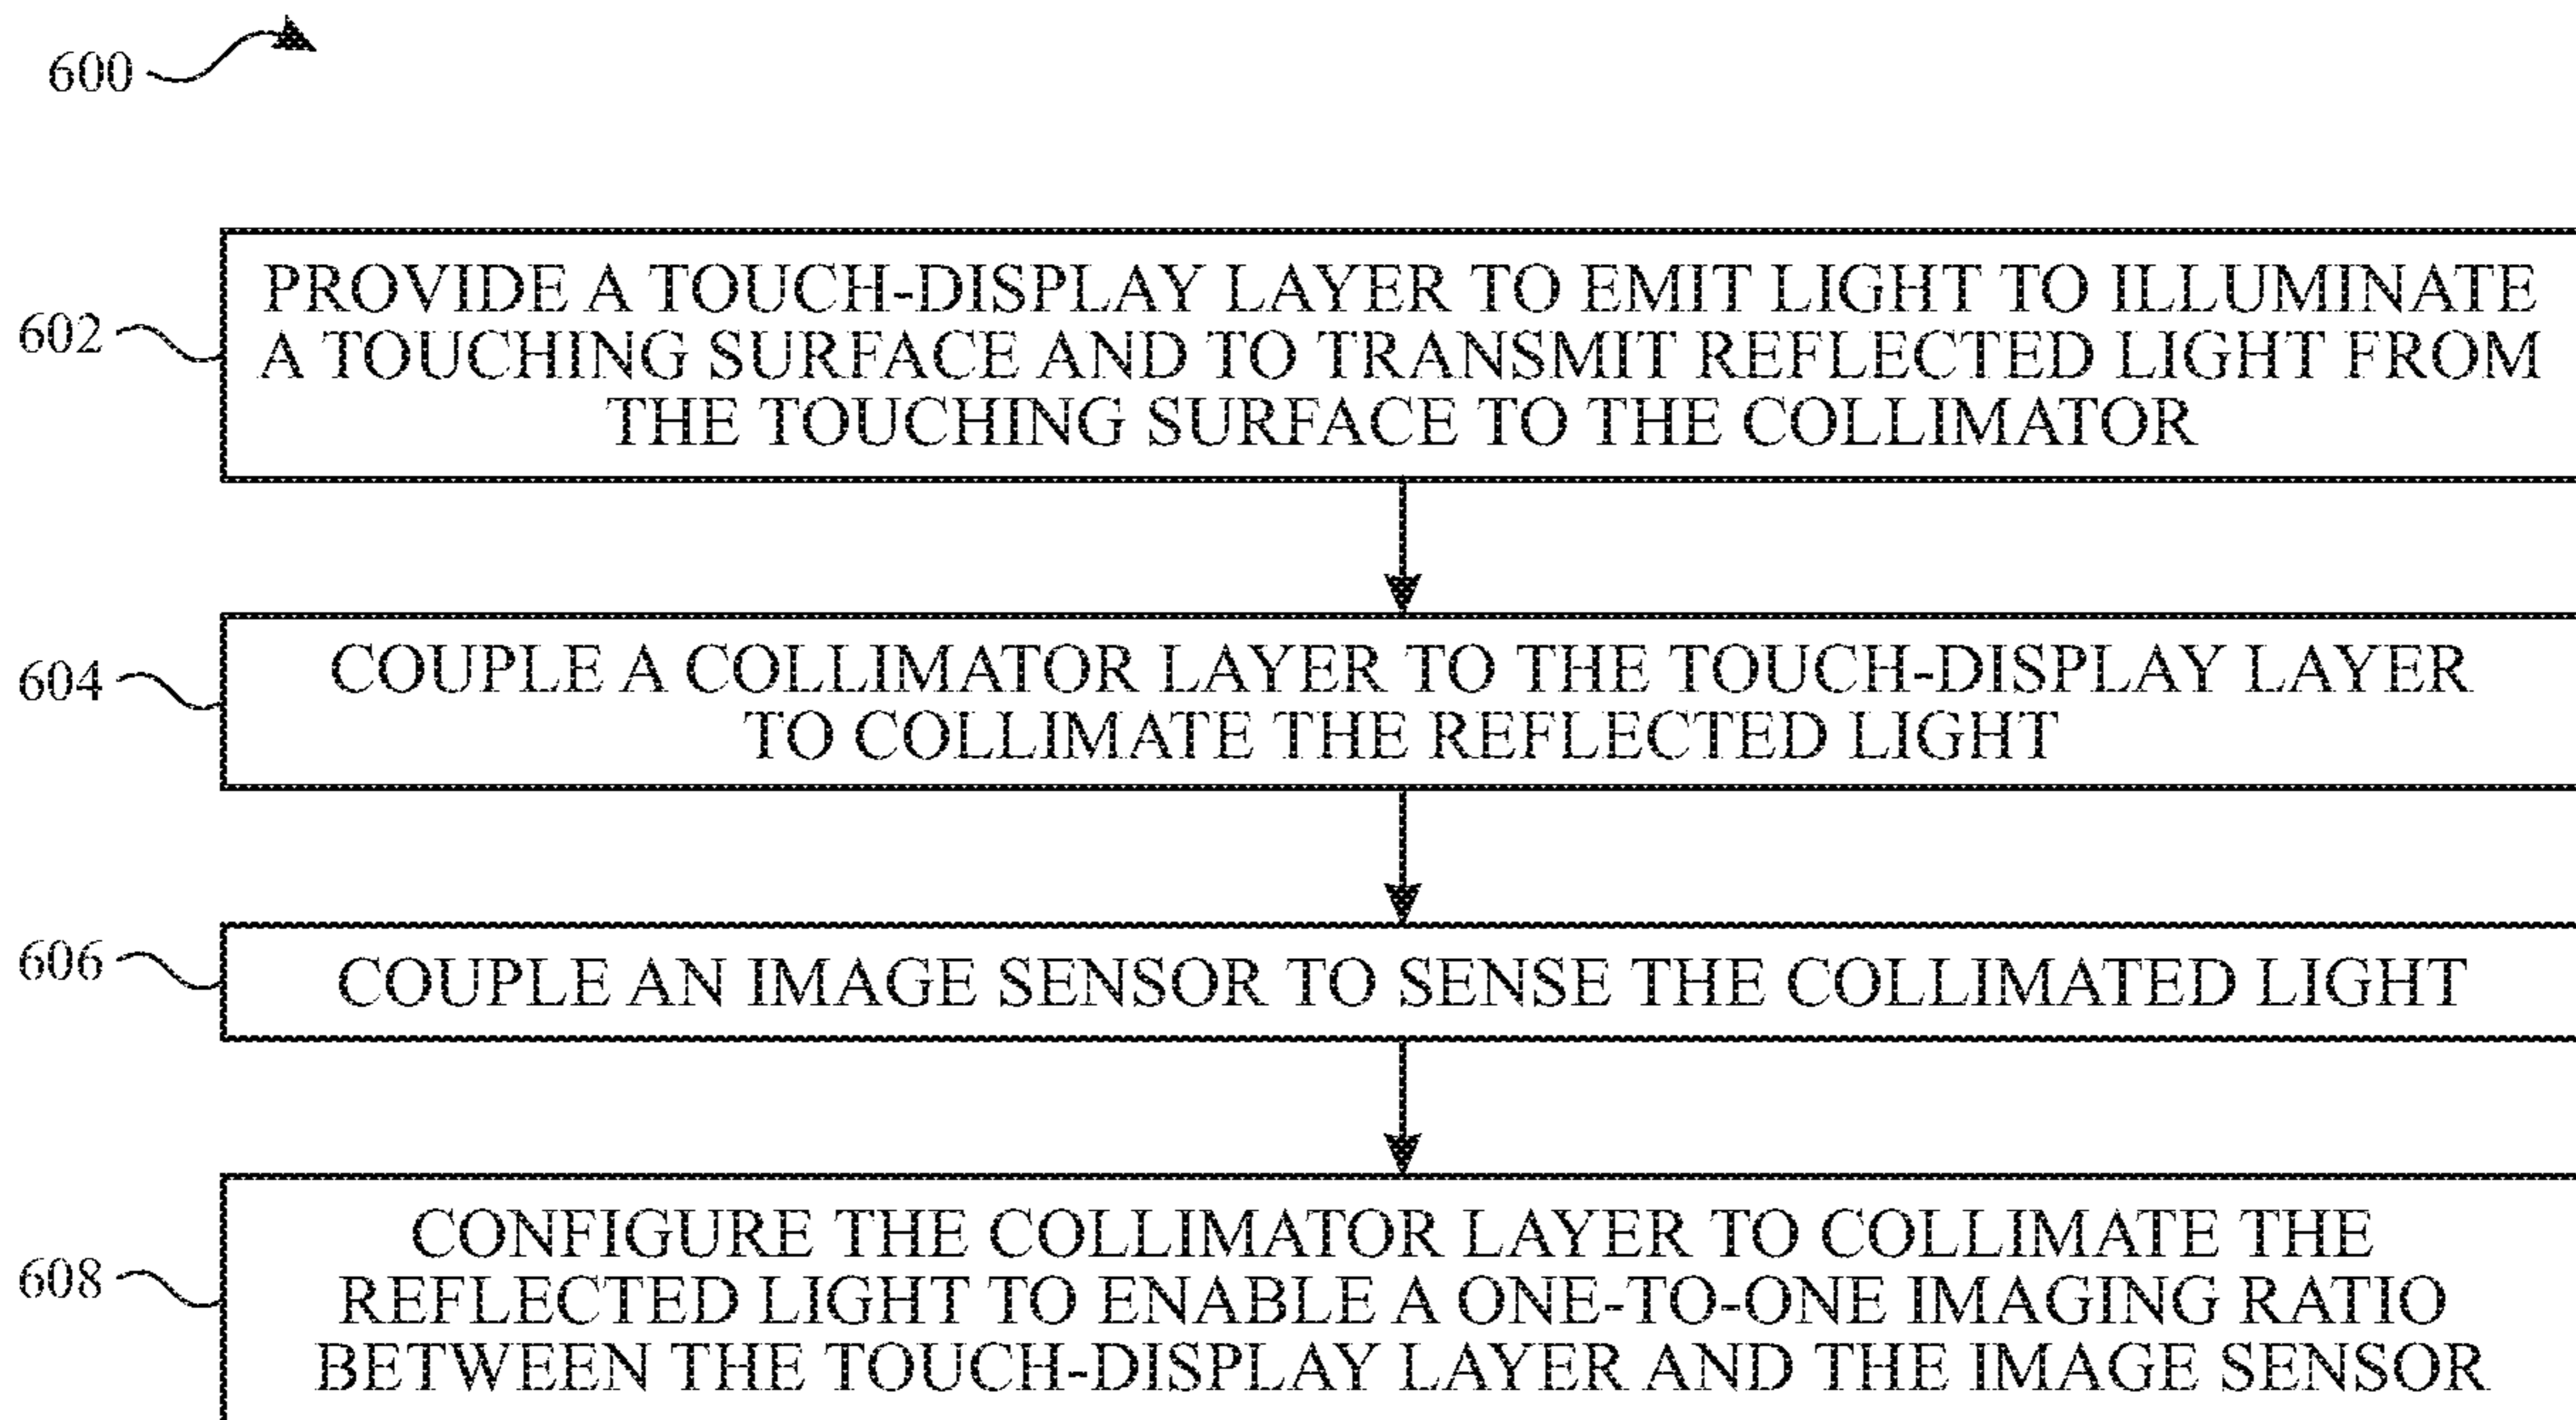 600
602
PROVIDE A TOUCH-DISPLAY LAYER TO EMIT LIGHT TO ILLUMINATE
A TOUCHING SURFACE AND TO TRANSMIT REFLECTED LIGHT FROM
THE TOUCHING SURFACE TO THE COLLIMATOR
604
COUPLE A COLLIMATOR LAYER TO THE TOUCH-DISPLAY LAYER
TO COLLIMATE THE REFLECTED LIGHT
606
COUPLE AN IMAGE SENSOR TO SENSE THE COLLIMATED LIGHT
608
CONFIGURE THE COLLIMATOR LAYER TO COLLIMATE THE
REFLECTED LIGHT TO ENABLE A ONE-TO-ONE IMAGING RATIO
BETWEEN THE TOUCH-DISPLAY LAYER AND THE IMAGE SENSOR